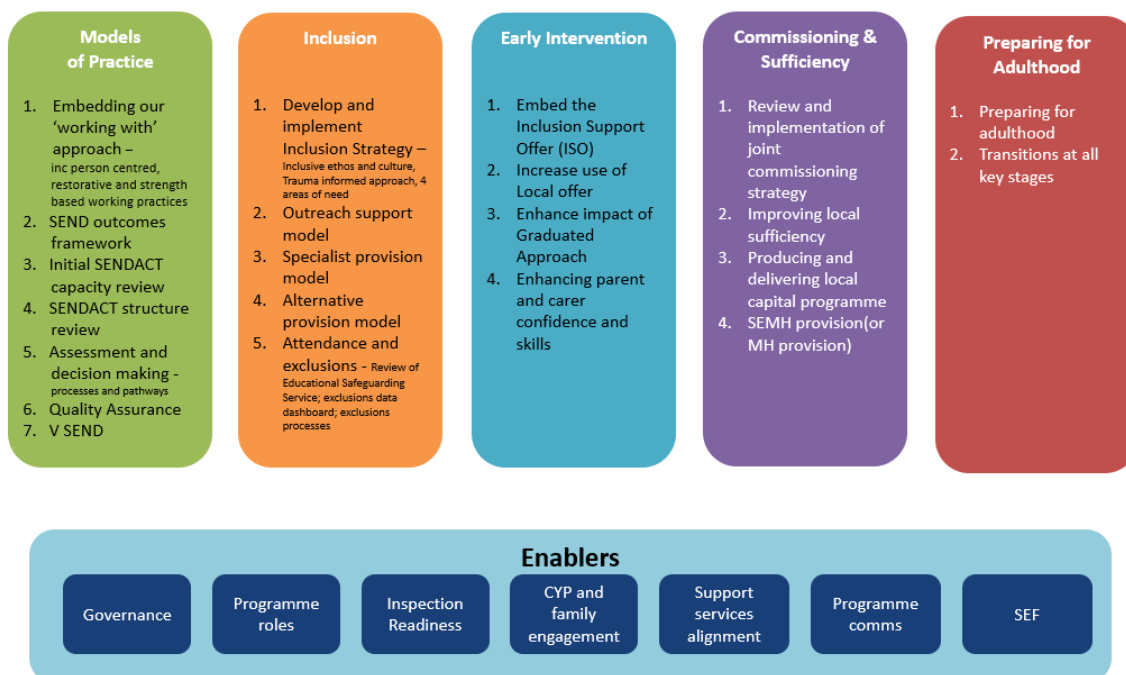 Models
of Practice
1. Embedding our
‘working with’
approach –
inc person centred,
restorative and strength
based working practices
2. SEND outcomes
framework
3. Initial SENDACT
capacity review
4. SENDACT structure
review
5. Assessment and
decision making -
processes and pathways
6. Quality Assurance
7. V SEND
Inclusion
1. Develop and
implement
Inclusion Strategy –
Inclusive ethos and culture,
Trauma informed approach, 4
areas of need
2. Outreach support
model
3. Specialist provision
model
4. Alternative
provision model
5. Attendance and
exclusions - Review of
Educational Safeguarding
Service; exclusions data
dashboard; exclusions
processes
Early Intervention
1. Embed the
Inclusion Support
Offer (ISO)
2. Increase use of
Local offer
3. Enhance impact of
Graduated
Approach
4. Enhancing parent
and carer
confidence and
skills
Commissioning &
Sufficiency
1. Review and
implementation of
joint
commissioning
strategy
2. Improving local
sufficiency
3. Producing and
delivering local
capital programme
4. SEMH provision(or
MH provision)
Preparing for
Adulthood
1. Preparing for
adulthood
2. Transitions at all
key stages
Enablers
Governance
Programme
roles
Inspection
Readiness
CYP and
family
engagement
Support
services
alignment
Programme
comms
SEF